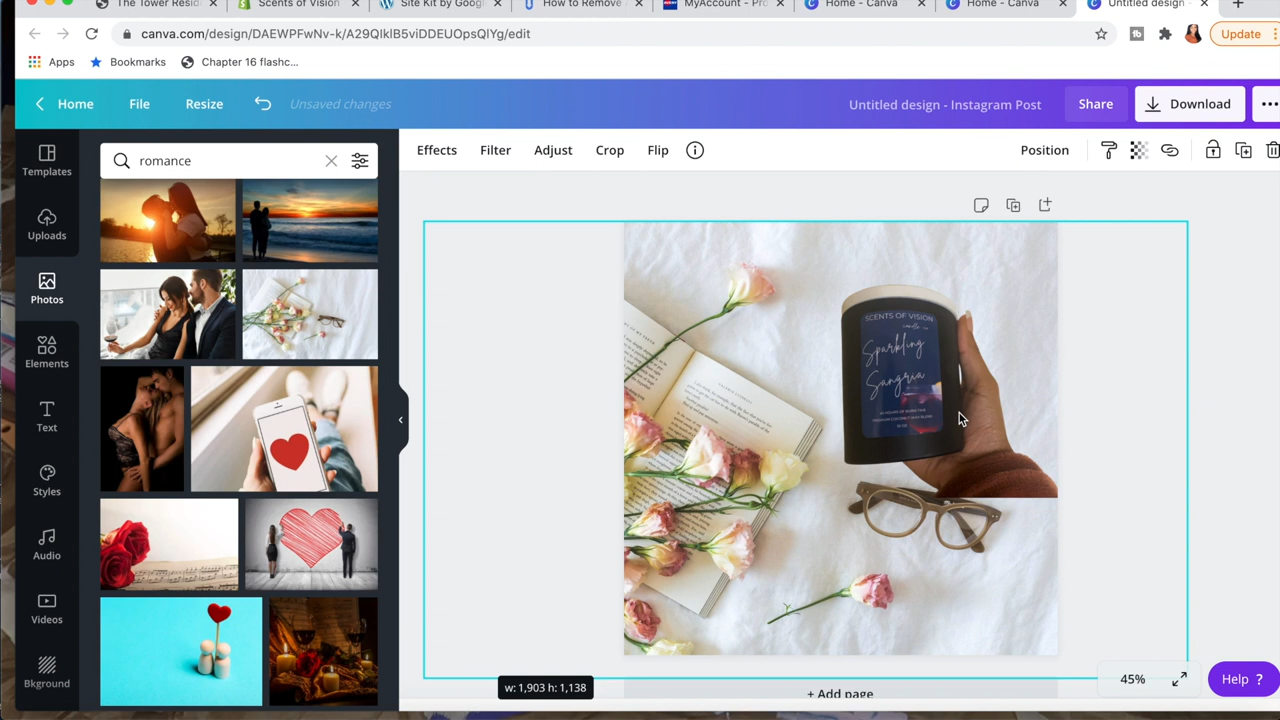 The Tower Resid
Scents of Vision
Site Kit by Googl
How to Remove
MyAccount - Pro
Home - Canva
Home - Canva
Untitled design -
canva.com/design/DAEWPFwNv-k/A29QIkIB5viDDEUOpsQIYg/edit
Update
Apps
Bookmarks
Chapter 16 flashc...
Home
File
Resize
Unsaved changes
Untitled design - Instagram Post
Share
Download
Templates
Uploads
Photos
Elements
Text
Styles
Audio
Videos
Bkground
romance
Effects
Filter
Adjust
Crop
Flip
Position
SCENTS OF VISION
Sparkling
Sangria
w: 1,903 h: 1,138
+ Add page
45%
Help ?